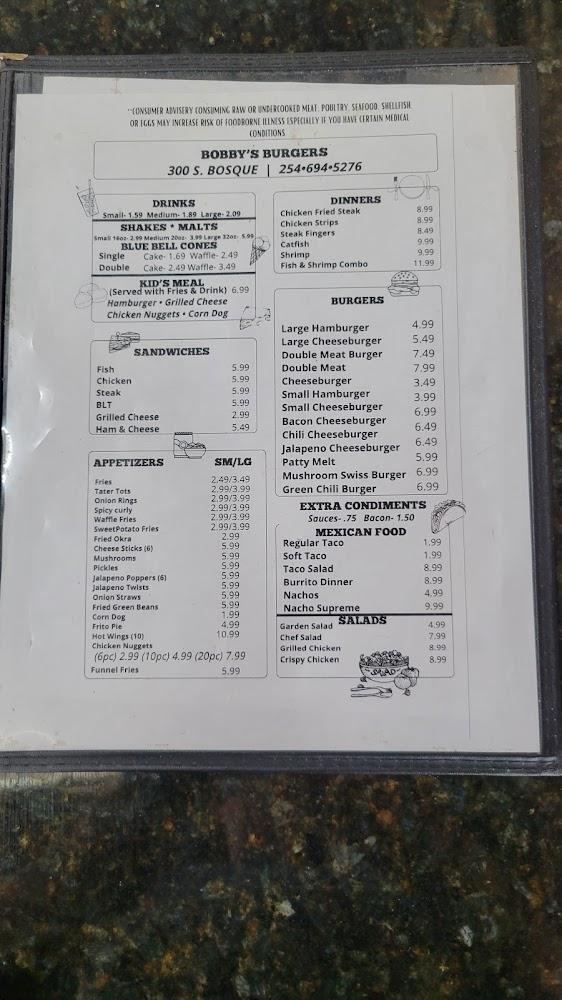 **CONSUMER ADVISERY CONSUMING RAW OR UNDERCOOKED MEAT, POULTRY, SEAFOOD, SHELLFISH,
OR EGGS MAY INCREASE RISK OF FOODBORNE ILLNESS ESPECIALLY IF YOU HAVE CERTAIN MEDICAL
CONDITIONS
BOBBY'S BURGERS
300 S. BOSQUE | 254•694•5276
DRINKS
Small- 1.59 Medium- 1.89 Large- 2.09
SHAKES * MALTS
Small 16oz- 2.99 Medium 20oz- 3.99 Large 32oz- 5.99
BLUE BELL CONES
Single Cake- 1.69 Waffle- 2.49
Double Cake- 2.49 Waffle- 3.49
KID'S MEAL
(Served with Fries & Drink) 6.99
Hamburger • Grilled Cheese
Chicken Nuggets • Corn Dog
SANDWICHES
Fish 5.99
Chicken 5.99
Steak 5.99
BLT 5.99
Grilled Cheese 2.99
Ham & Cheese 5.49
APPETIZERS SM/LG
Fries 2.49/3.49
Tater Tots 2.99/3.99
Onion Rings 2.99/3.99
Spicy curly 2.99/3.99
Waffle Fries 2.99/3.99
SweetPotato Fries 2.99/3.99
Fried Okra 2.99
Cheese Sticks (6) 5.99
Mushrooms 5.99
Pickles 5.99
Jalapeno Poppers (6) 5.99
Jalapeno Twists 5.99
Onion Straws 5.99
Fried Green Beans 5.99
Corn Dog 1.99
Frito Pie 4.99
Hot Wings (10) 10.99
Chicken Nuggets
(6pc) 2.99 (10pc) 4.99 (20pc) 7.99
Funnel Fries 5.99
DINNERS
Chicken Fried Steak 8.99
Chicken Strips 8.99
Steak Fingers 8.49
Catfish 9.99
Shrimp 9.99
Fish & Shrimp Combo 11.99
BURGERS
Large Hamburger 4.99
Large Cheeseburger 5.49
Double Meat Burger 7.49
Double Meat 7.99
Cheeseburger 3.49
Small Hamburger 3.99
Small Cheeseburger 6.99
Bacon Cheeseburger 6.49
Chili Cheeseburger 6.49
Jalapeno Cheeseburger 5.99
Patty Melt 6.99
Mushroom Swiss Burger 6.99
Green Chili Burger
EXTRA CONDIMENTS
Sauces- .75 Bacon- 1.50
MEXICAN FOOD
Regular Taco 1.99
Soft Taco 1.99
Taco Salad 8.99
Burrito Dinner 8.99
Nachos 4.99
Nacho Supreme 9.99
SALADS
Garden Salad 4.99
Chef Salad 7.99
Grilled Chicken 8.99
Crispy Chicken 8.99
SALAD